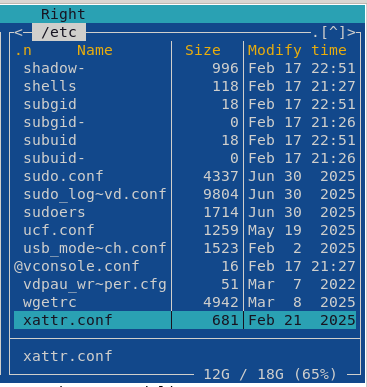 Right
<─ /etc .[^]>
.n Name Size Modify time
shadow- 996 Feb 17 22:51
shells 118 Feb 17 21:27
subgid 18 Feb 17 22:51
subgid- 0 Feb 17 21:26
subuid 18 Feb 17 22:51
subuid- 0 Feb 17 21:26
sudo.conf 4337 Jun 30 2025
sudo_log~vd.conf 9804 Jun 30 2025
sudoers 1714 Jun 30 2025
ucf.conf 1259 May 19 2025
usb_mode~ch.conf 1523 Feb 2 2025
@vconsole.conf 16 Feb 17 21:27
vdpau_wr~per.cfg 51 Mar 7 2022
wgetrc 4942 Mar 8 2025
xattr.conf 681 Feb 21 2025
xattr.conf
12G / 18G (65%)